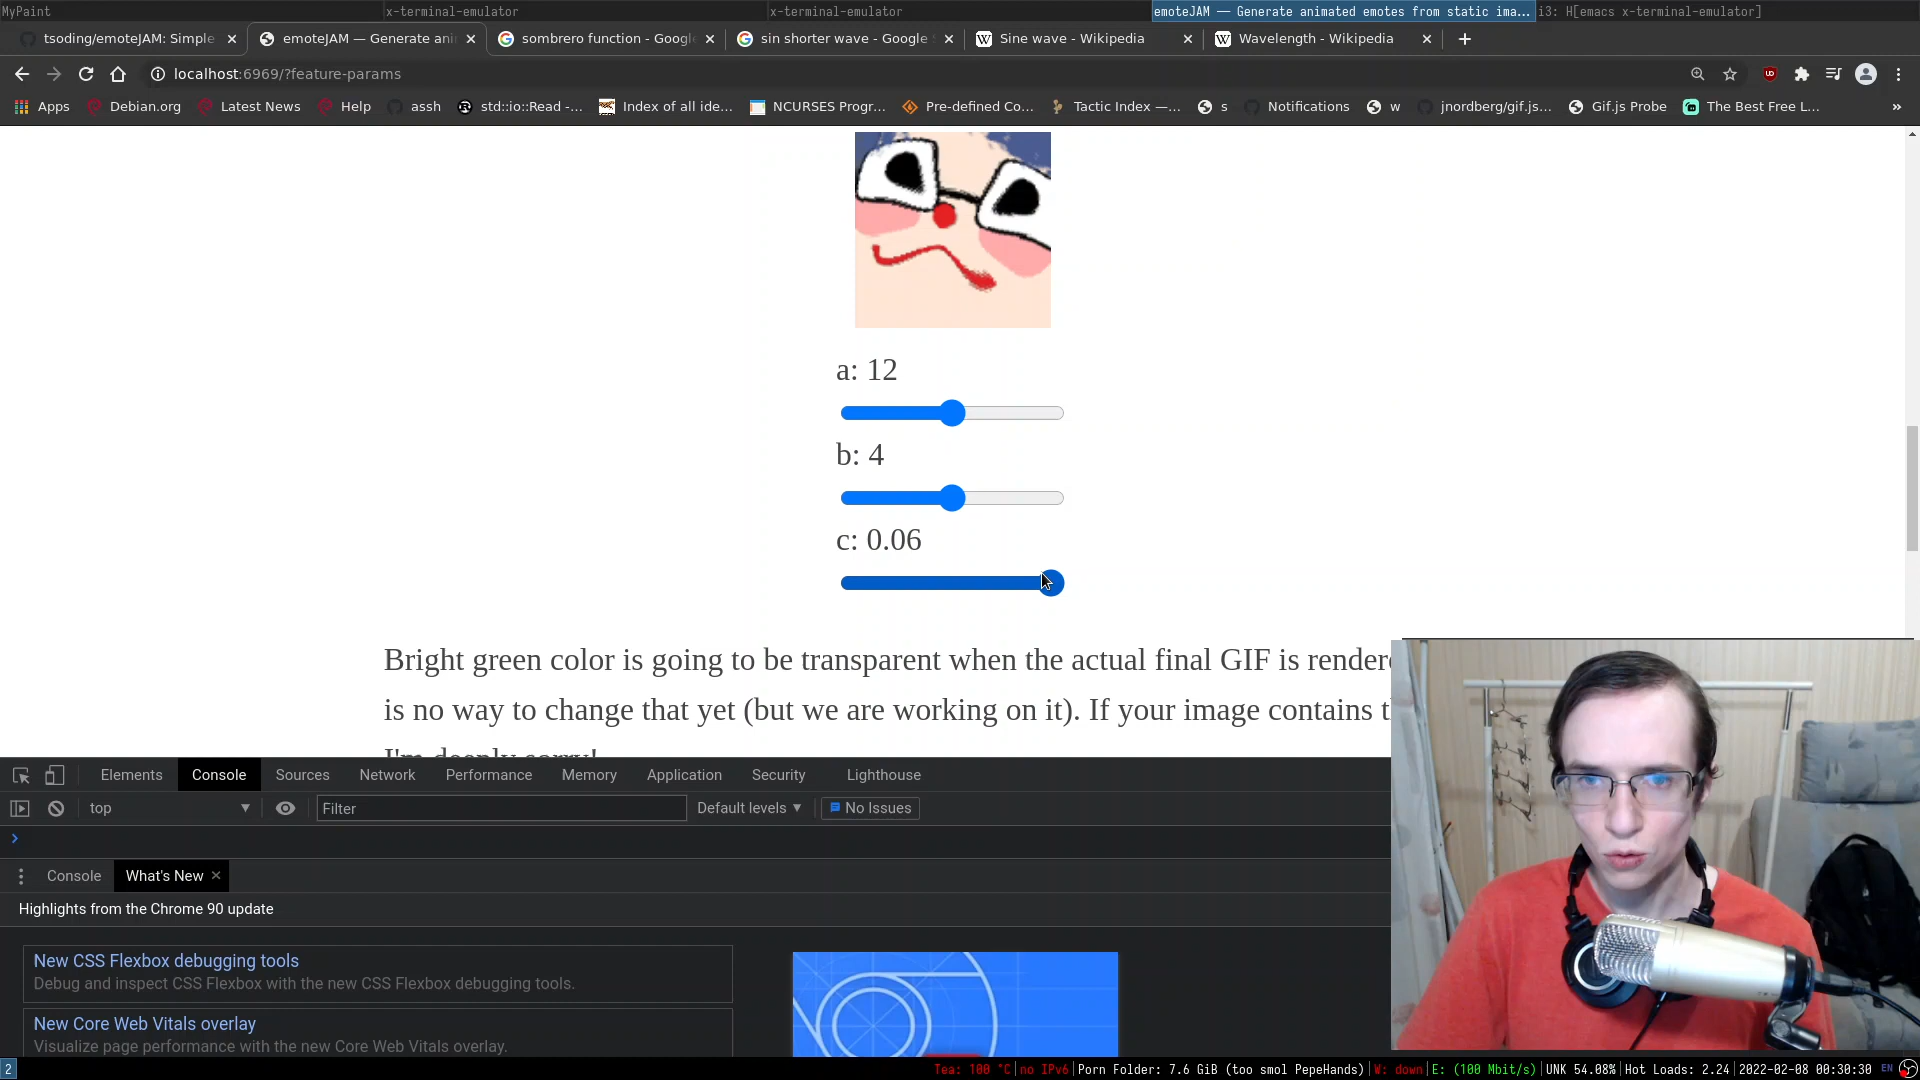 MyPaint
x-terminal-emulator
x-terminal-emulator
emoteJAM — Generate animated emotes from static ima...
i3: H[emacs x-terminal-emulator]
tsoding/emoteJAM: Simple
emoteJAM — Generate ani
sombrero function - Google
sin shorter wave - Google S
Sine wave - Wikipedia
Wavelength - Wikipedia
localhost:6969/?feature-params
Apps
Debian.org
Latest News
Help
assh
std::io::Read -...
Index of all ide...
NCURSES Progr...
Pre-defined Co...
Tactic Index —...
s
Notifications
w
jnordberg/gif.js...
Gif.js Probe
The Best Free L...
»
a: 12
b: 4
c: 0.06
Bright green color is going to be transparent when the actual final GIF is rendere
is no way to change that yet (but we are working on it). If your image contains t
I'm deeply sorry!
Elements
Console
Sources
Network
Performance
Memory
Application
Security
Lighthouse
top
Filter
Default levels
No Issues
Console
What's New
Highlights from the Chrome 90 update
New CSS Flexbox debugging tools
Debug and inspect CSS Flexbox with the new CSS Flexbox debugging tools.
New Core Web Vitals overlay
Visualize page performance with the new Core Web Vitals overlay.
2
Tea: 100 °C|no IPv6|Porn Folder: 7.6 GiB (too smol PepeHands)|W: down|E: (100 Mbit/s)|UNK 54.08%|Hot Loads: 2.24|2022-02-08 00:30:30
EN